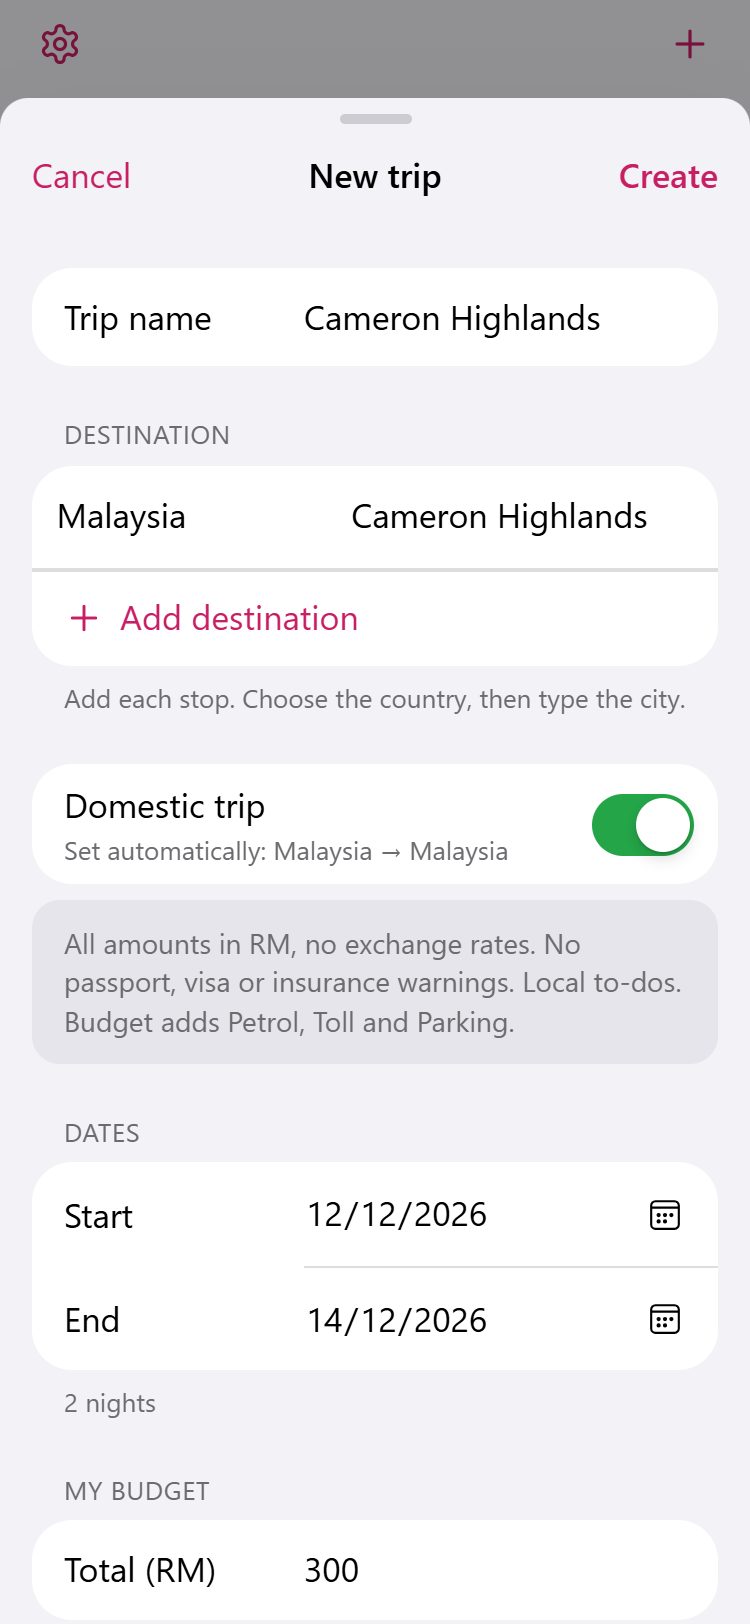 Cancel New trip Create
Trip name Cameron Highlands
DESTINATION
Malaysia Cameron Highlands
+ Add destination
Add each stop. Choose the country, then type the city.
Domestic trip
Set automatically: Malaysia → Malaysia
All amounts in RM, no exchange rates. No
passport, visa or insurance warnings. Local to-dos.
Budget adds Petrol, Toll and Parking.
DATES
Start 12/12/2026
End 14/12/2026
2 nights
MY BUDGET
Total (RM) 300